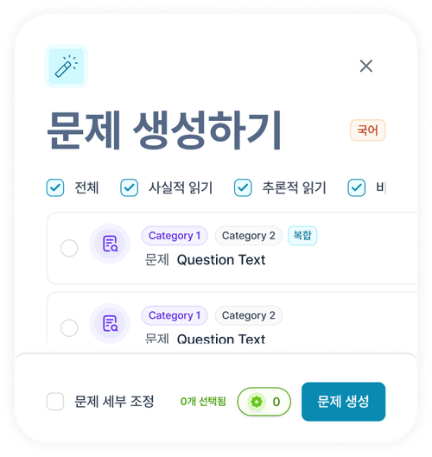 문제 생성하기
국어
전체 사실적 읽기 추론적 읽기
Category 1 Category 2 복합
문제 Question Text
Category 1 Category 2
문제 Question Text
문제 세부 조정 0개 선택됨 0 문제 생성